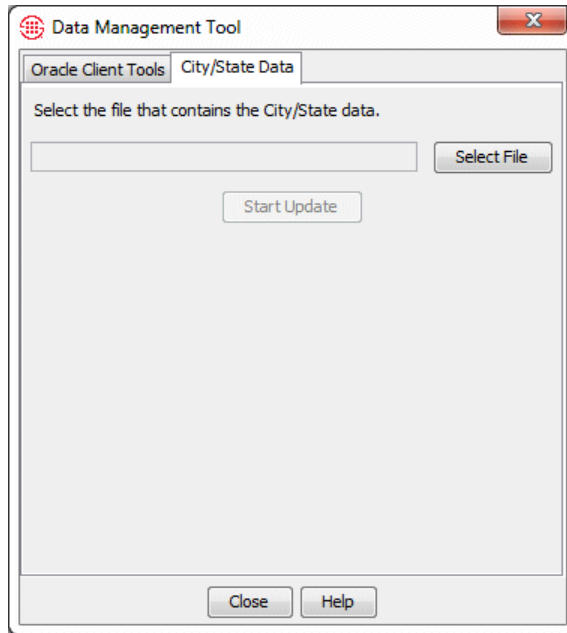 Data Management Tool
Oracle Client Tools City/State Data
Select the file that contains the City/State data.
Select File
Start Update
Close Help